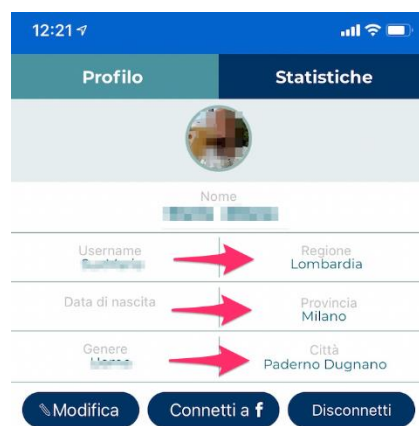 12:21
Profilo Statistiche
Nome
Username Regione
Lombardia
Data di nascita Provincia
Milano
Genere Città
Paderno Dugnano
Modifica Connetti a f Disconnetti